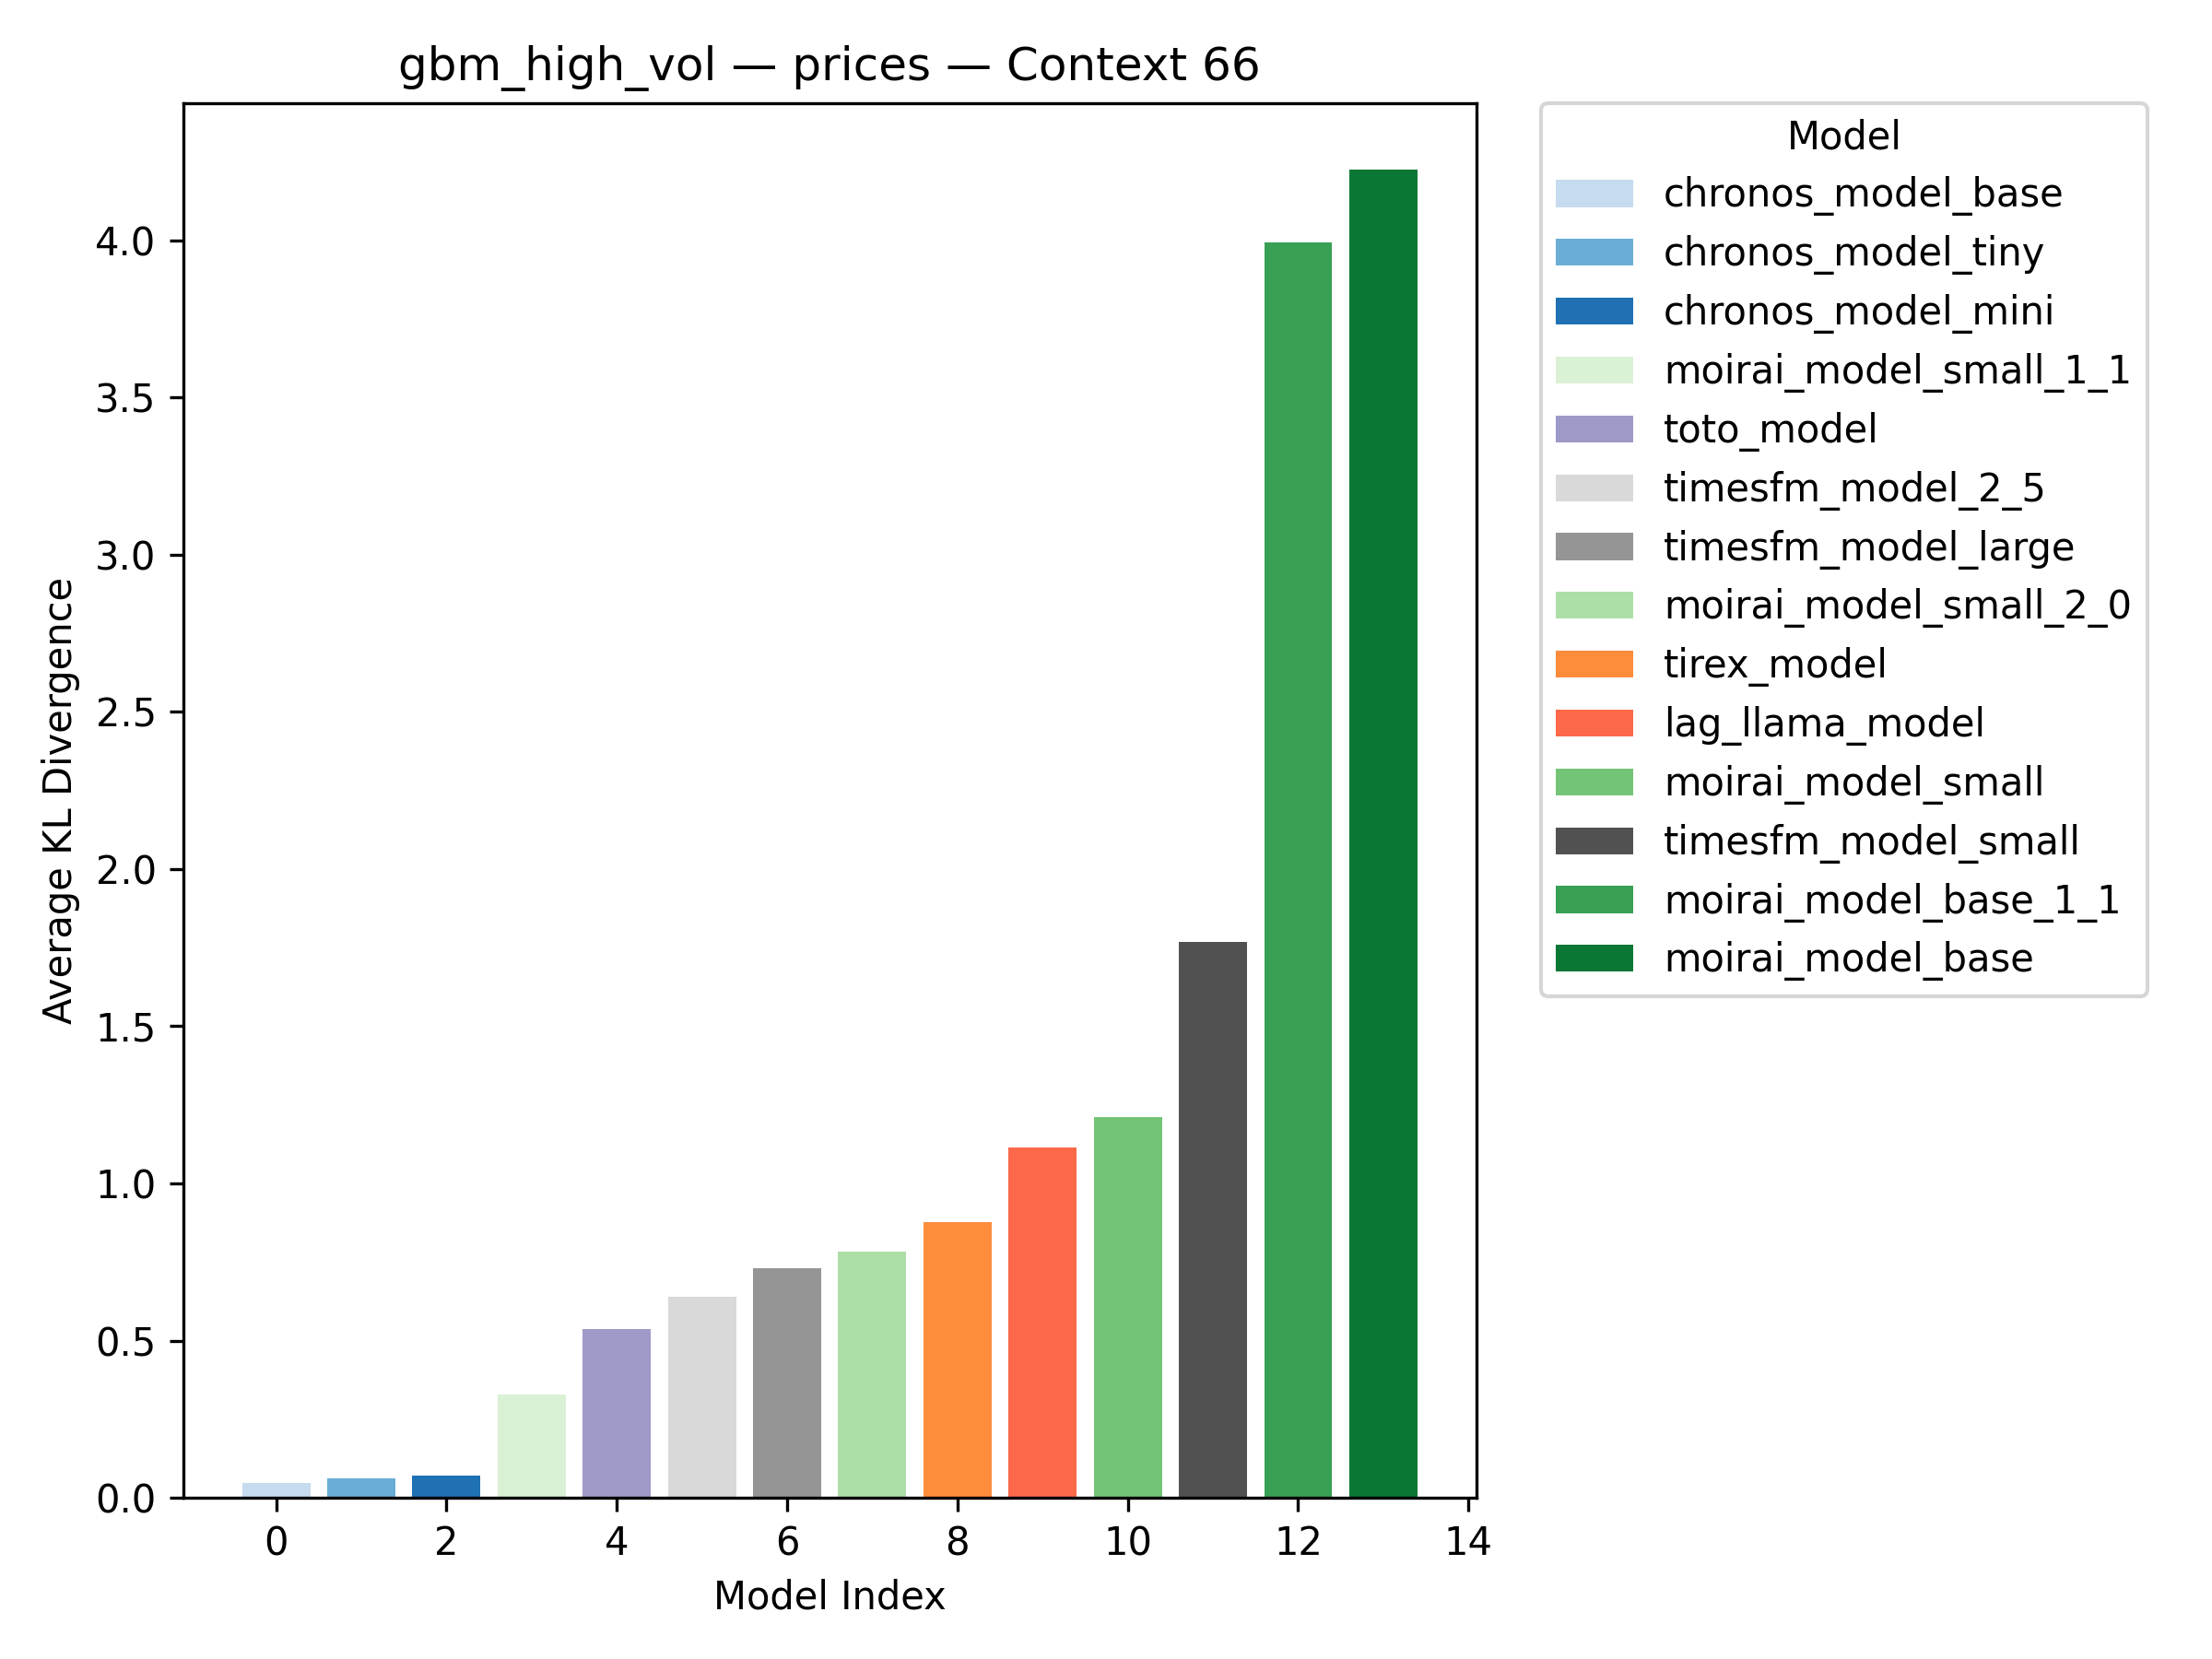 gbm_high_vol — prices — Context 66
Average KL Divergence
4.0
3.5
3.0
2.5
2.0
1.5
1.0
0.5
0.0
0 2 4 6 8 10 12 14
Model Index
Model
chronos_model_base
chronos_model_tiny
chronos_model_mini
moirai_model_small_1_1
toto_model
timesfm_model_2_5
timesfm_model_large
moirai_model_small_2_0
tirex_model
lag_llama_model
moirai_model_small
timesfm_model_small
moirai_model_base_1_1
moirai_model_base